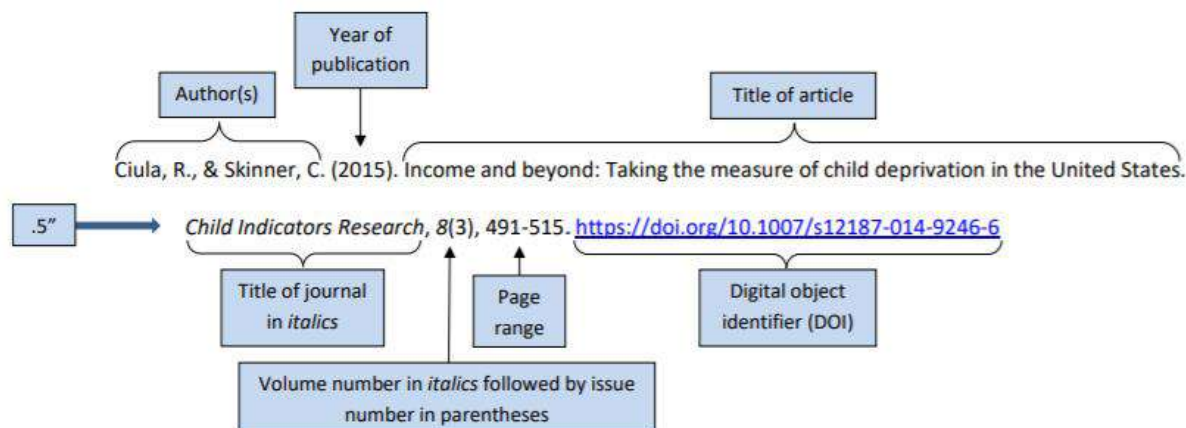 Year of
publication
Author(s)
Title of article
Ciula, R., & Skinner, C. (2015). Income and beyond: Taking the measure of child deprivation in the United States.
.5”
Child Indicators Research, 8(3), 491-515. https://doi.org/10.1007/s12187-014-9246-6
Title of journal
in italics
Page
range
Digital object
identifier (DOI)
Volume number in italics followed by issue
number in parentheses